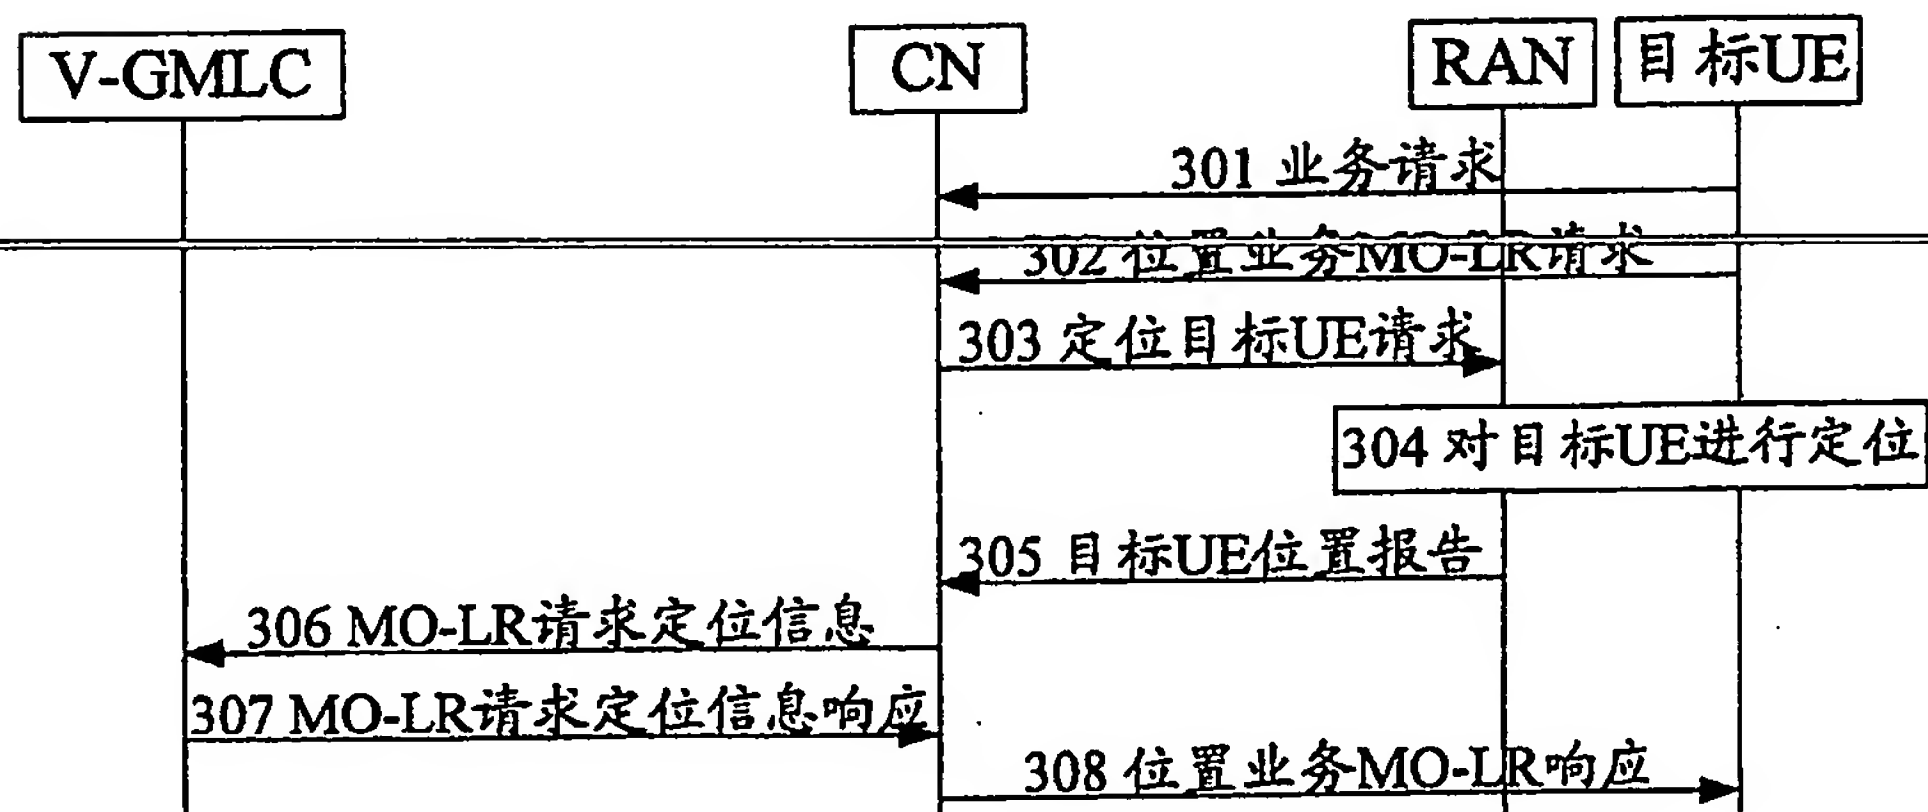 V-GMLC
CN
RAN
目标UE
301 业务请求
302 位置业务MO-LR请求
303 定位目标UE请求
304 对目标UE进行定位
305 目标UE位置报告
306 MO-LR请求定位信息
307 MO-LR请求定位信息响应
308 位置业务MO-LR响应